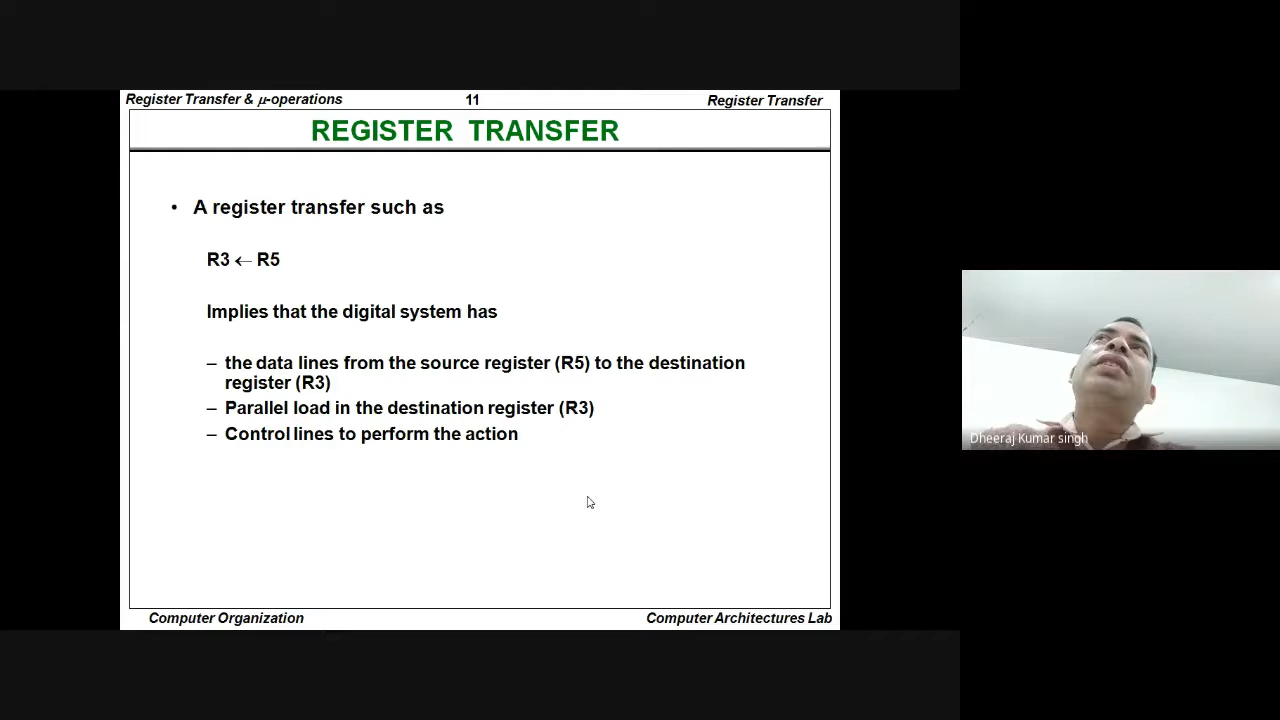 Register Transfer & μ-operations
11
Register Transfer
REGISTER TRANSFER
• A register transfer such as
R3 ← R5
Implies that the digital system has
– the data lines from the source register (R5) to the destination
register (R3)
– Parallel load in the destination register (R3)
– Control lines to perform the action
Computer Organization
Computer Architectures Lab
Dheeraj Kumar singh